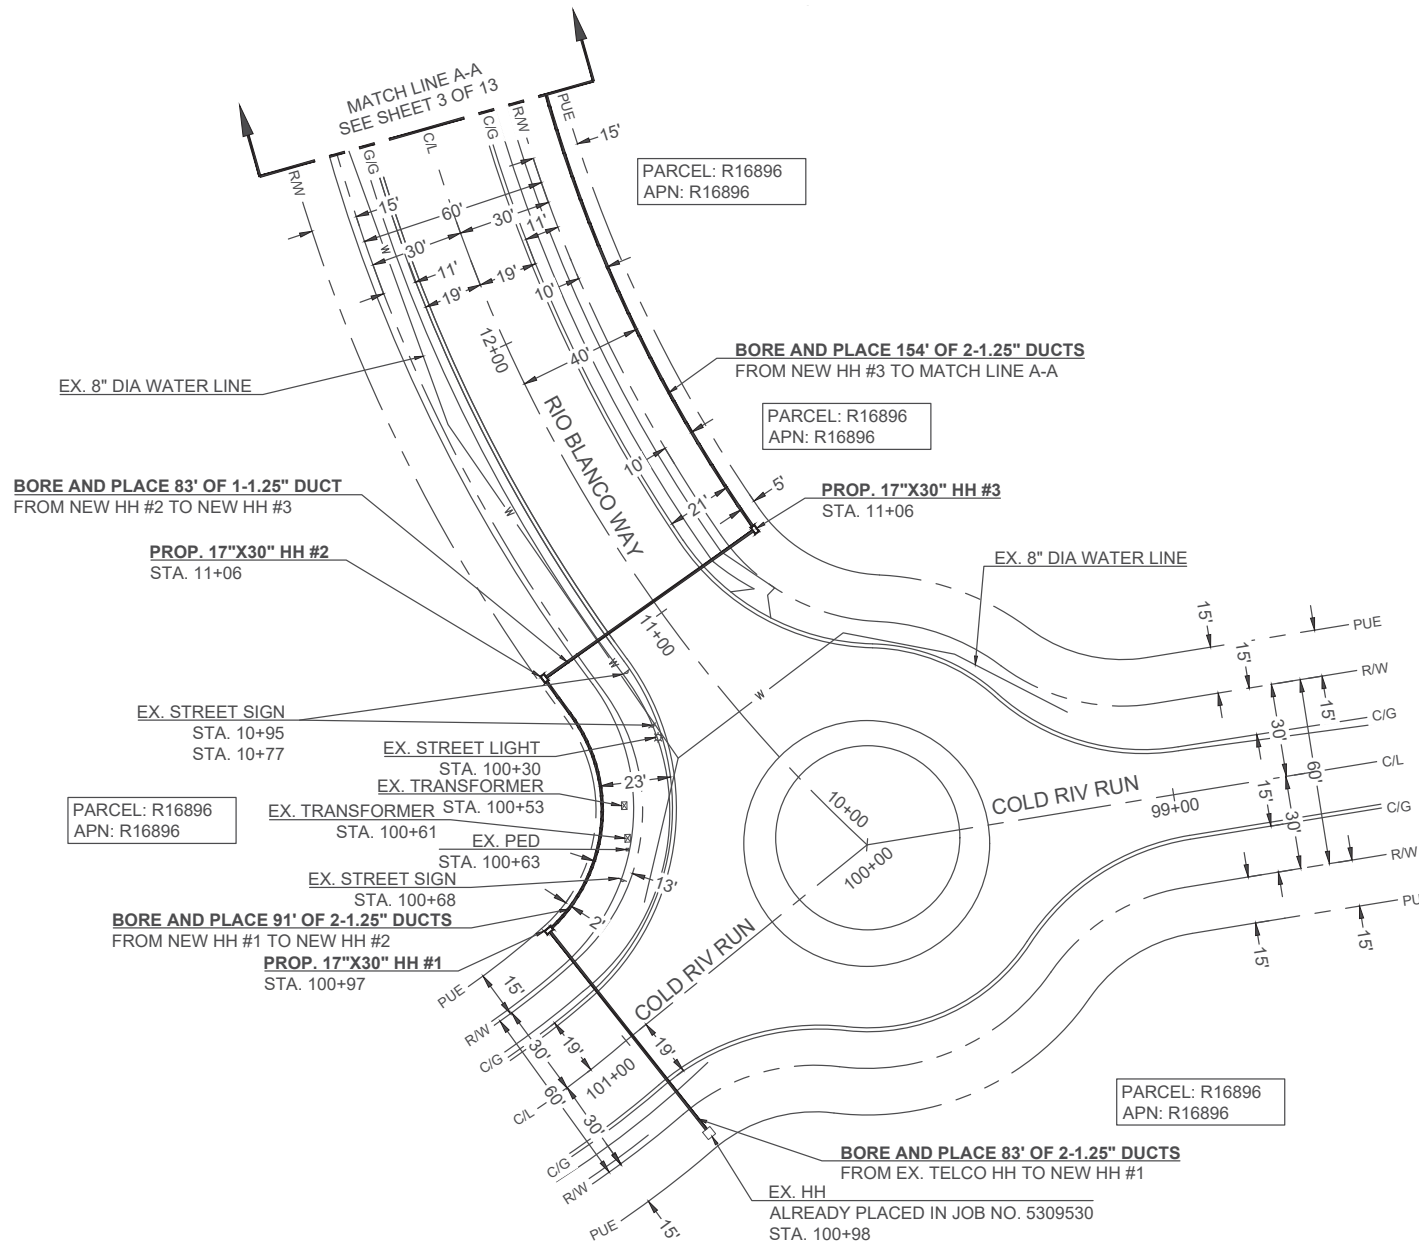 MATCH LINE A-A
SEE SHEET 3 OF 13
R/W
G/G
C/L
C/G
R/W
PUE
15'
PARCEL: R16896
APN: R16896
15'
60'
30'
30'
11'
11'
19'
19'
10'
12+00
40'
EX. 8" DIA WATER LINE
W
BORE AND PLACE 154' OF 2-1.25" DUCTS
FROM NEW HH #3 TO MATCH LINE A-A
PARCEL: R16896
APN: R16896
RIO BLANCO WAY
10'
21'
5'
BORE AND PLACE 83' OF 1-1.25" DUCT
FROM NEW HH #2 TO NEW HH #3
W
PROP. 17"X30" HH #3
STA. 11+06
PROP. 17"X30" HH #2
STA. 11+06
EX. 8" DIA WATER LINE
11+00
W
W
15'
15'
PUE
R/W
15'
C/G
30'
60'
C/L
15'
C/G
30'
R/W
PU
15'
15'
EX. STREET SIGN
STA. 10+95
STA. 10+77
EX. STREET LIGHT
STA. 100+30
EX. TRANSFORMER
STA. 100+53
23'
EX. TRANSFORMER
STA. 100+61
EX. PED
STA. 100+63
PARCEL: R16896
APN: R16896
EX. STREET SIGN
STA. 100+68
13'
2'
BORE AND PLACE 91' OF 2-1.25" DUCTS
FROM NEW HH #1 TO NEW HH #2
PROP. 17"X30" HH #1
STA. 100+97
10+00
100+00
COLD RIV RUN
99+00
COLD RIV RUN
PUE
15'
R/W
30'
19'
C/G
60'
101+00
19'
C/L
30'
C/G
R/W
PUE
15'
PARCEL: R16896
APN: R16896
BORE AND PLACE 83' OF 2-1.25" DUCTS
FROM EX. TELCO HH TO NEW HH #1
EX. HH
ALREADY PLACED IN JOB NO. 5309530
STA. 100+98